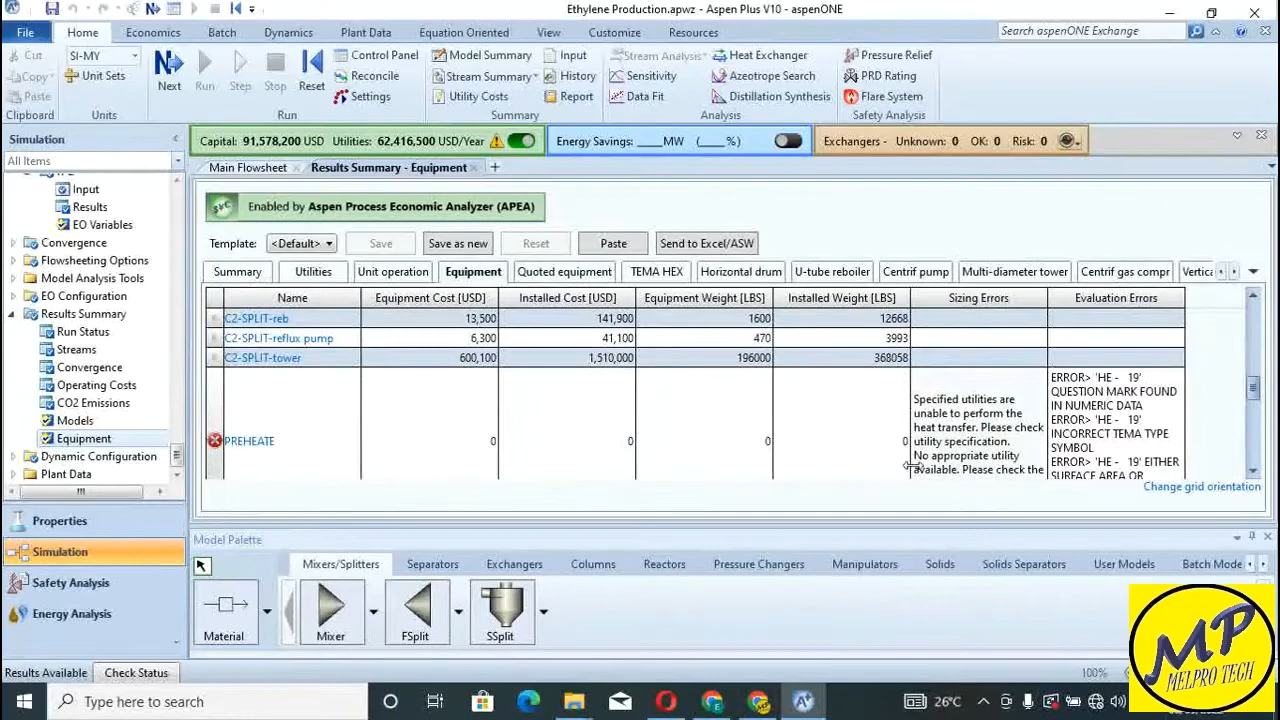 Ethylene Production.apwz - Aspen Plus V10 - aspenONE
File
Home
Economics
Batch
Dynamics
Plant Data
Equation Oriented
View
Customize
Resources
Search aspenONE Exchange
Cut
Copy
Paste
Clipboard
SI-MY
Unit Sets
Units
Next
Run
Step
Stop
Reset
Control Panel
Reconcile
Settings
Run
Model Summary
Stream Summary
Utility Costs
Input
History
Report
Summary
Stream Analysis
Sensitivity
Data Fit
Heat Exchanger
Azeotrope Search
Distillation Synthesis
Analysis
Pressure Relief
PRD Rating
Flare System
Safety Analysis
Simulation
Capital: 91,578,200 USD Utilities: 62,416,500 USD/Year
Energy Savings: ____ MW (____%)
Exchangers - Unknown: 0 OK: 0 Risk: 0
All Items
Input
Results
EO Variables
Convergence
Flowsheeting Options
Model Analysis Tools
EO Configuration
Results Summary
Run Status
Streams
Convergence
Operating Costs
CO2 Emissions
Models
Equipment
Dynamic Configuration
Plant Data
Properties
Simulation
Safety Analysis
Energy Analysis
Main Flowsheet
Results Summary - Equipment
Enabled by Aspen Process Economic Analyzer (APEA)
Template: <Default> Save Save as new Reset Paste Send to Excel/ASW
Summary Utilities Unit operation Equipment Quoted equipment TEMA HEX Horizontal drum U-tube reboiler Centrif pump Multi-diameter tower Centrif gas compr Vertica
Name Equipment Cost [USD] Installed Cost [USD] Equipment Weight [LBS] Installed Weight [LBS] Sizing Errors Evaluation Errors
C2-SPLIT-reb 13,500 141,900 1600 12668
C2-SPLIT-reflux pump 6,300 41,100 470 3993
C2-SPLIT-tower 600,100 1,510,000 196000 368058
PREHEATE 0 0 0 0
Specified utilities are
unable to perform the
heat transfer. Please check
utility specification.
No appropriate utility
available. Please check the
ERROR> 'HE - 19'
QUESTION MARK FOUND
IN NUMERIC DATA
ERROR> 'HE - 19'
INCORRECT TEMA TYPE
SYMBOL
ERROR> 'HE - 19' EITHER
SURFACE AREA OR
Change grid orientation
Model Palette
Mixers/Splitters Separators Exchangers Columns Reactors Pressure Changers Manipulators Solids Solids Separators User Models Batch Mode
Material
Mixer
FSplit
SSplit
Results Available
Check Status
100%
Type here to search
26°C
MP
MELPRO TECH